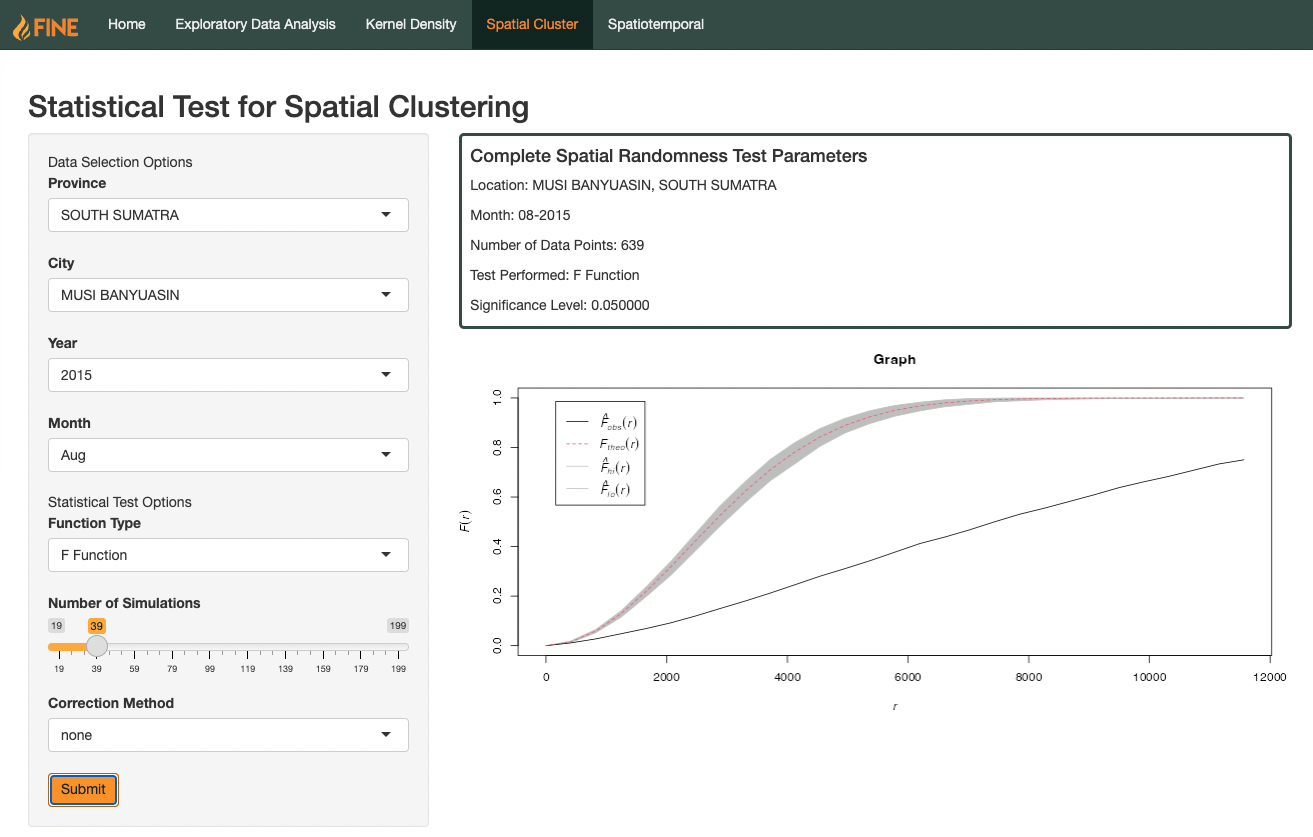 FINE Home Exploratory Data Analysis Kernel Density Spatial Cluster Spatiotemporal
Statistical Test for Spatial Clustering
Data Selection Options
Province
SOUTH SUMATRA
City
MUSI BANYUASIN
Year
2015
Month
Aug
Statistical Test Options
Function Type
F Function
Number of Simulations
19 39 199
19 39 59 79 99 119 139 159 179 199
Correction Method
none
Submit
Complete Spatial Randomness Test Parameters
Location: MUSI BANYUASIN, SOUTH SUMATRA
Month: 08-2015
Number of Data Points: 639
Test Performed: F Function
Significance Level: 0.050000
Graph
F̂obs(r)
Ftheo(r)
F̂hi(r)
F̂lo(r)
F(r)
1.0
0.8
0.6
0.4
0.2
0.0
0 2000 4000 6000 8000 10000 12000
r